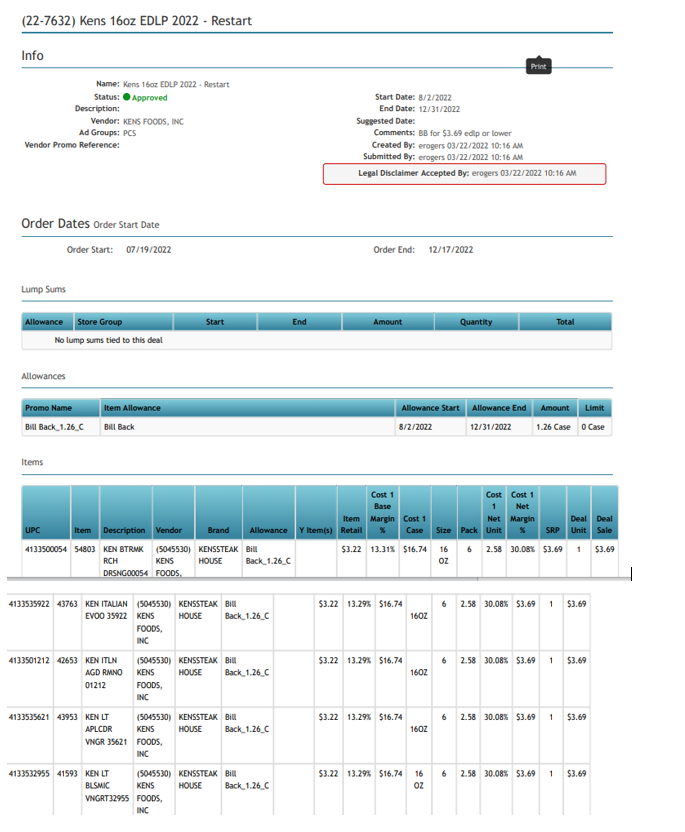 (22-7632) Kens 16oz EDLP 2022 - Restart
Info
Print
Name: Kens 16oz EDLP 2022 - Restart
Status: Approved
Start Date: 8/2/2022
Description:
End Date: 12/31/2022
Vendor: KENS FOODS, INC
Suggested Date:
Ad Groups: PCS
Comments: BB for $3.69 edlp or lower
Vendor Promo Reference:
Created By: erogers 03/22/2022 10:16 AM
Submitted By: erogers 03/22/2022 10:16 AM
Legal Disclaimer Accepted By: erogers 03/22/2022 10:16 AM
Order Dates Order Start Date
Order Start: 07/19/2022 Order End: 12/17/2022
Lump Sums
Allowance Store Group Start End Amount Quantity Total
No lump sums tied to this deal
Allowances
Promo Name Item Allowance Allowance Start Allowance End Amount Limit
Bill Back_1.26_C Bill Back 8/2/2022 12/31/2022 1.26 Case 0 Case
Items
Cost 1 Cost Cost 1
Base 1 Net
Item Margin Cost 1 Net Margin Deal Deal
UPC Item Description Vendor Brand Allowance Y Item(s) Retail % Case Size Pack Unit % SRP Unit Sale
4133500054 54803 KEN BTRMK (5045530) KENSSTEAK Bill $3.22 13.31% $16.74 16 6 2.58 30.08% $3.69 1 $3.69
RCH KENS HOUSE Back_1.26_C OZ
DRSNG00054 FOODS,
4133535922 43763 KEN ITALIAN (5045530) KENSSTEAK Bill $3.22 13.29% $16.74 6 2.58 30.08% $3.69 1 $3.69
EVOO 35922 KENS HOUSE Back_1.26_C 16OZ
FOODS,
INC
4133501212 42653 KEN ITLN (5045530) KENSSTEAK Bill $3.22 13.29% $16.74 6 2.58 30.08% $3.69 1 $3.69
AGD RMNO KENS HOUSE Back_1.26_C 16OZ
01212 FOODS,
INC
4133535621 43953 KEN LT (5045530) KENSSTEAK Bill $3.22 13.29% $16.74 6 2.58 30.08% $3.69 1 $3.69
APLCDR KENS HOUSE Back_1.26_C 16OZ
VNGR 35621 FOODS,
INC
4133532955 41593 KEN LT (5045530) KENSSTEAK Bill $3.22 13.29% $16.74 16 6 2.58 30.08% $3.69 1 $3.69
BLSMIC KENS HOUSE Back_1.26_C OZ
VNGRT32955 FOODS,
INC